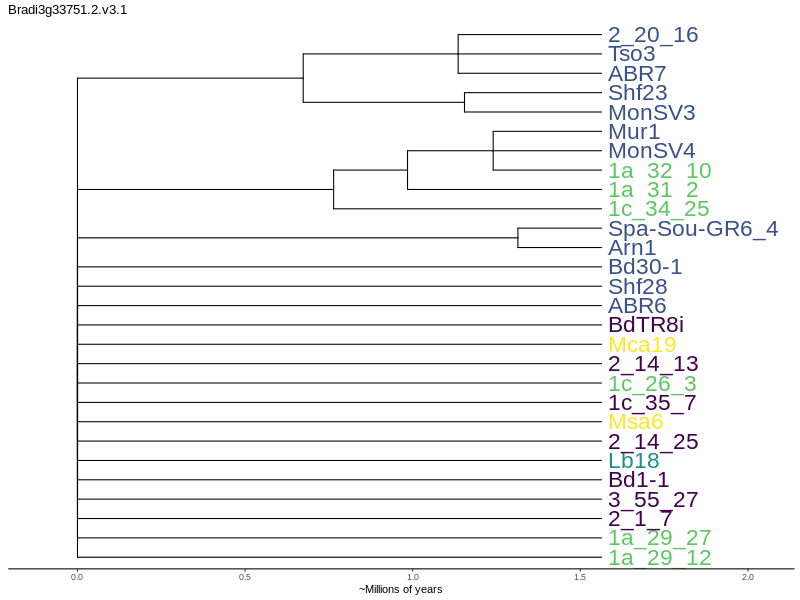 Bradi3g33751.2.v3.1
2_20_16
Tso3
ABR7
Shf23
MonSV3
Mur1
MonSV4
1a_32_10
1a_31_2
1c_34_25
Spa-Sou-GR6_4
Arn1
Bd30-1
Shf28
ABR6
BdTR8i
Mca19
2_14_13
1c_26_3
1c_35_7
Msa6
2_14_25
Lb18
Bd1-1
3_55_27
2_1_7
1a_29_27
1a_29_12
0.0 0.5 1.0 1.5 2.0
~Millions of years